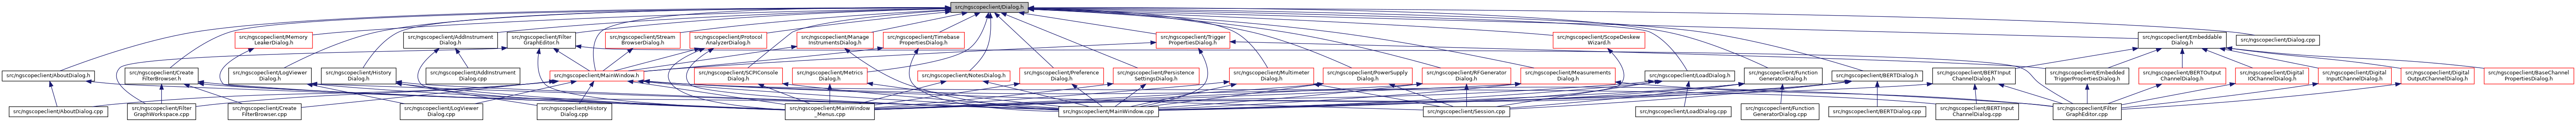 src/ngscopeclient/Dialog.h
src/ngscopeclient/Memory
LeakerDialog.h
src/ngscopeclient/AddInstrument
Dialog.h
src/ngscopeclient/Filter
GraphEditor.h
src/ngscopeclient/Stream
BrowserDialog.h
src/ngscopeclient/Protocol
AnalyzerDialog.h
src/ngscopeclient/Manage
InstrumentsDialog.h
src/ngscopeclient/Timebase
PropertiesDialog.h
src/ngscopeclient/Trigger
PropertiesDialog.h
src/ngscopeclient/ScopeDeskew
Wizard.h
src/ngscopeclient/Embeddable
Dialog.h
src/ngscopeclient/Dialog.cpp
src/ngscopeclient/AboutDialog.h
src/ngscopeclient/Create
FilterBrowser.h
src/ngscopeclient/LogViewer
Dialog.h
src/ngscopeclient/History
Dialog.h
src/ngscopeclient/AddInstrument
Dialog.cpp
src/ngscopeclient/MainWindow.h
src/ngscopeclient/SCPIConsole
Dialog.h
src/ngscopeclient/Metrics
Dialog.h
src/ngscopeclient/NotesDialog.h
src/ngscopeclient/Preference
Dialog.h
src/ngscopeclient/Persistence
SettingsDialog.h
src/ngscopeclient/Multimeter
Dialog.h
src/ngscopeclient/PowerSupply
Dialog.h
src/ngscopeclient/RFGenerator
Dialog.h
src/ngscopeclient/Measurements
Dialog.h
src/ngscopeclient/LoadDialog.h
src/ngscopeclient/Function
GeneratorDialog.h
src/ngscopeclient/BERTDialog.h
src/ngscopeclient/BERTInput
ChannelDialog.h
src/ngscopeclient/Embedded
TriggerPropertiesDialog.h
src/ngscopeclient/BERTOutput
ChannelDialog.h
src/ngscopeclient/Digital
IOChannelDialog.h
src/ngscopeclient/Digital
InputChannelDialog.h
src/ngscopeclient/Digital
OutputChannelDialog.h
src/ngscopeclient/BaseChannel
PropertiesDialog.h
src/ngscopeclient/AboutDialog.cpp
src/ngscopeclient/Filter
GraphWorkspace.cpp
src/ngscopeclient/Create
FilterBrowser.cpp
src/ngscopeclient/LogViewer
Dialog.cpp
src/ngscopeclient/History
Dialog.cpp
src/ngscopeclient/MainWindow
_Menus.cpp
src/ngscopeclient/MainWindow.cpp
src/ngscopeclient/Session.cpp
src/ngscopeclient/LoadDialog.cpp
src/ngscopeclient/Function
GeneratorDialog.cpp
src/ngscopeclient/BERTDialog.cpp
src/ngscopeclient/BERTInput
ChannelDialog.cpp
src/ngscopeclient/Filter
GraphEditor.cpp